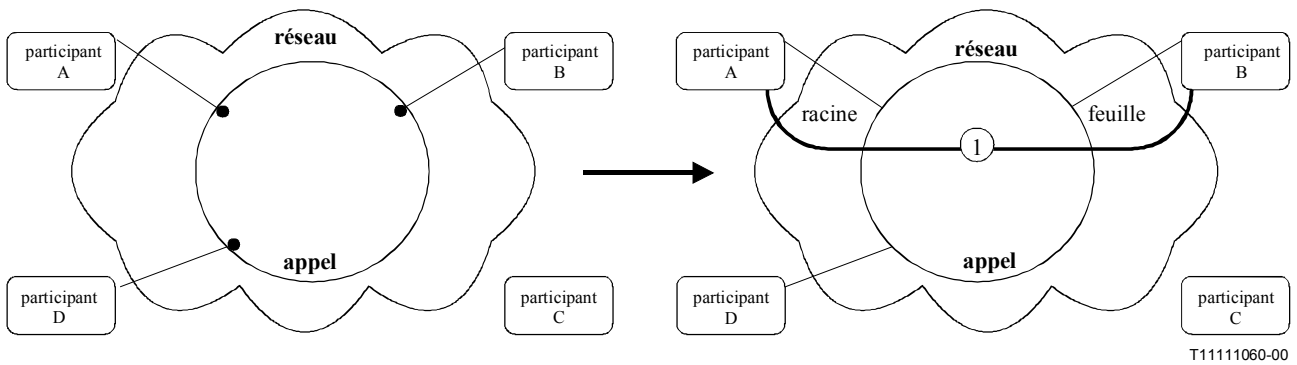 réseau
participant
A
participant
B
appel
participant
D
participant
C
réseau
participant
A
participant
B
racine
feuille
1
appel
participant
D
participant
C
T11111060-00